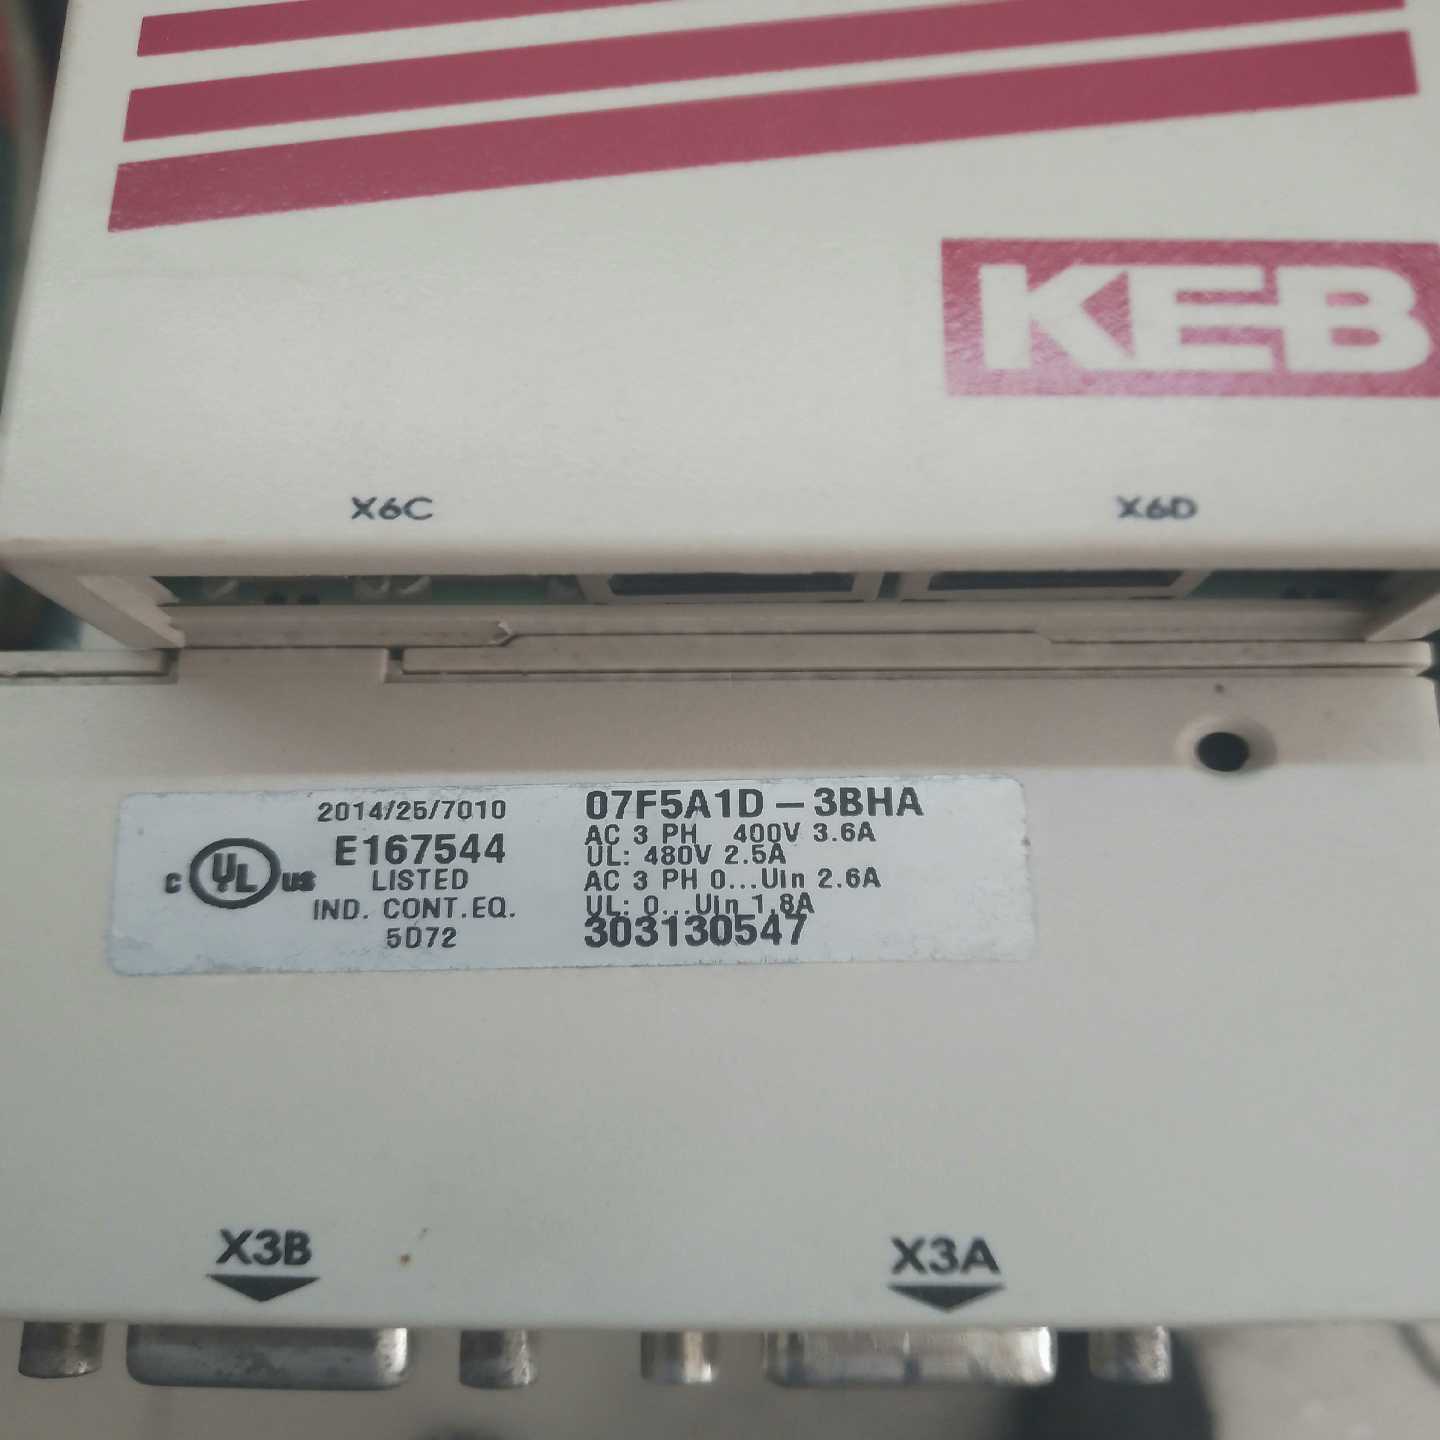 KEB
X6C
X6D
2014/25/7010
E167544
LISTED
IND. CONT.EQ.
5D72
C UL US
07F5A1D-3BHA
AC 3 PH 400V 3.6A
UL: 480V 2.5A
AC 3 PH 0...Uin 2.6A
UL: 0...Uin 1,8A
303130547
X3B
X3A